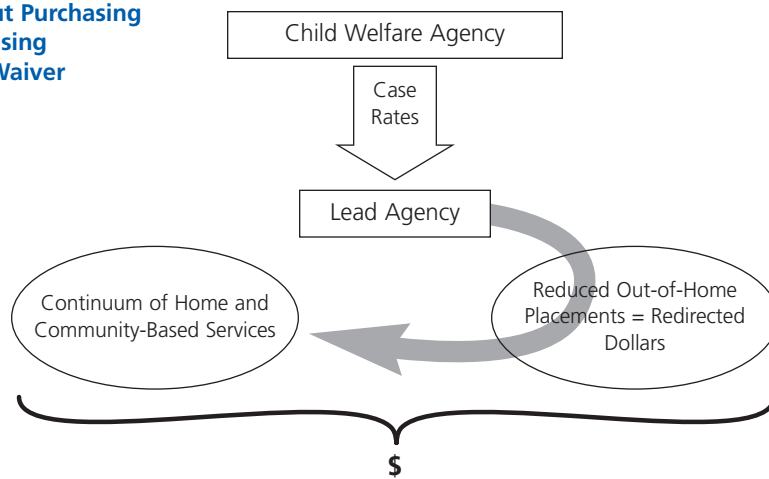 ut Purchasing
sing
Waiver
Child Welfare Agency
Case
Rates
Lead Agency
Continuum of Home and
Community-Based Services
Reduced Out-of-Home
Placements = Redirected
Dollars
$